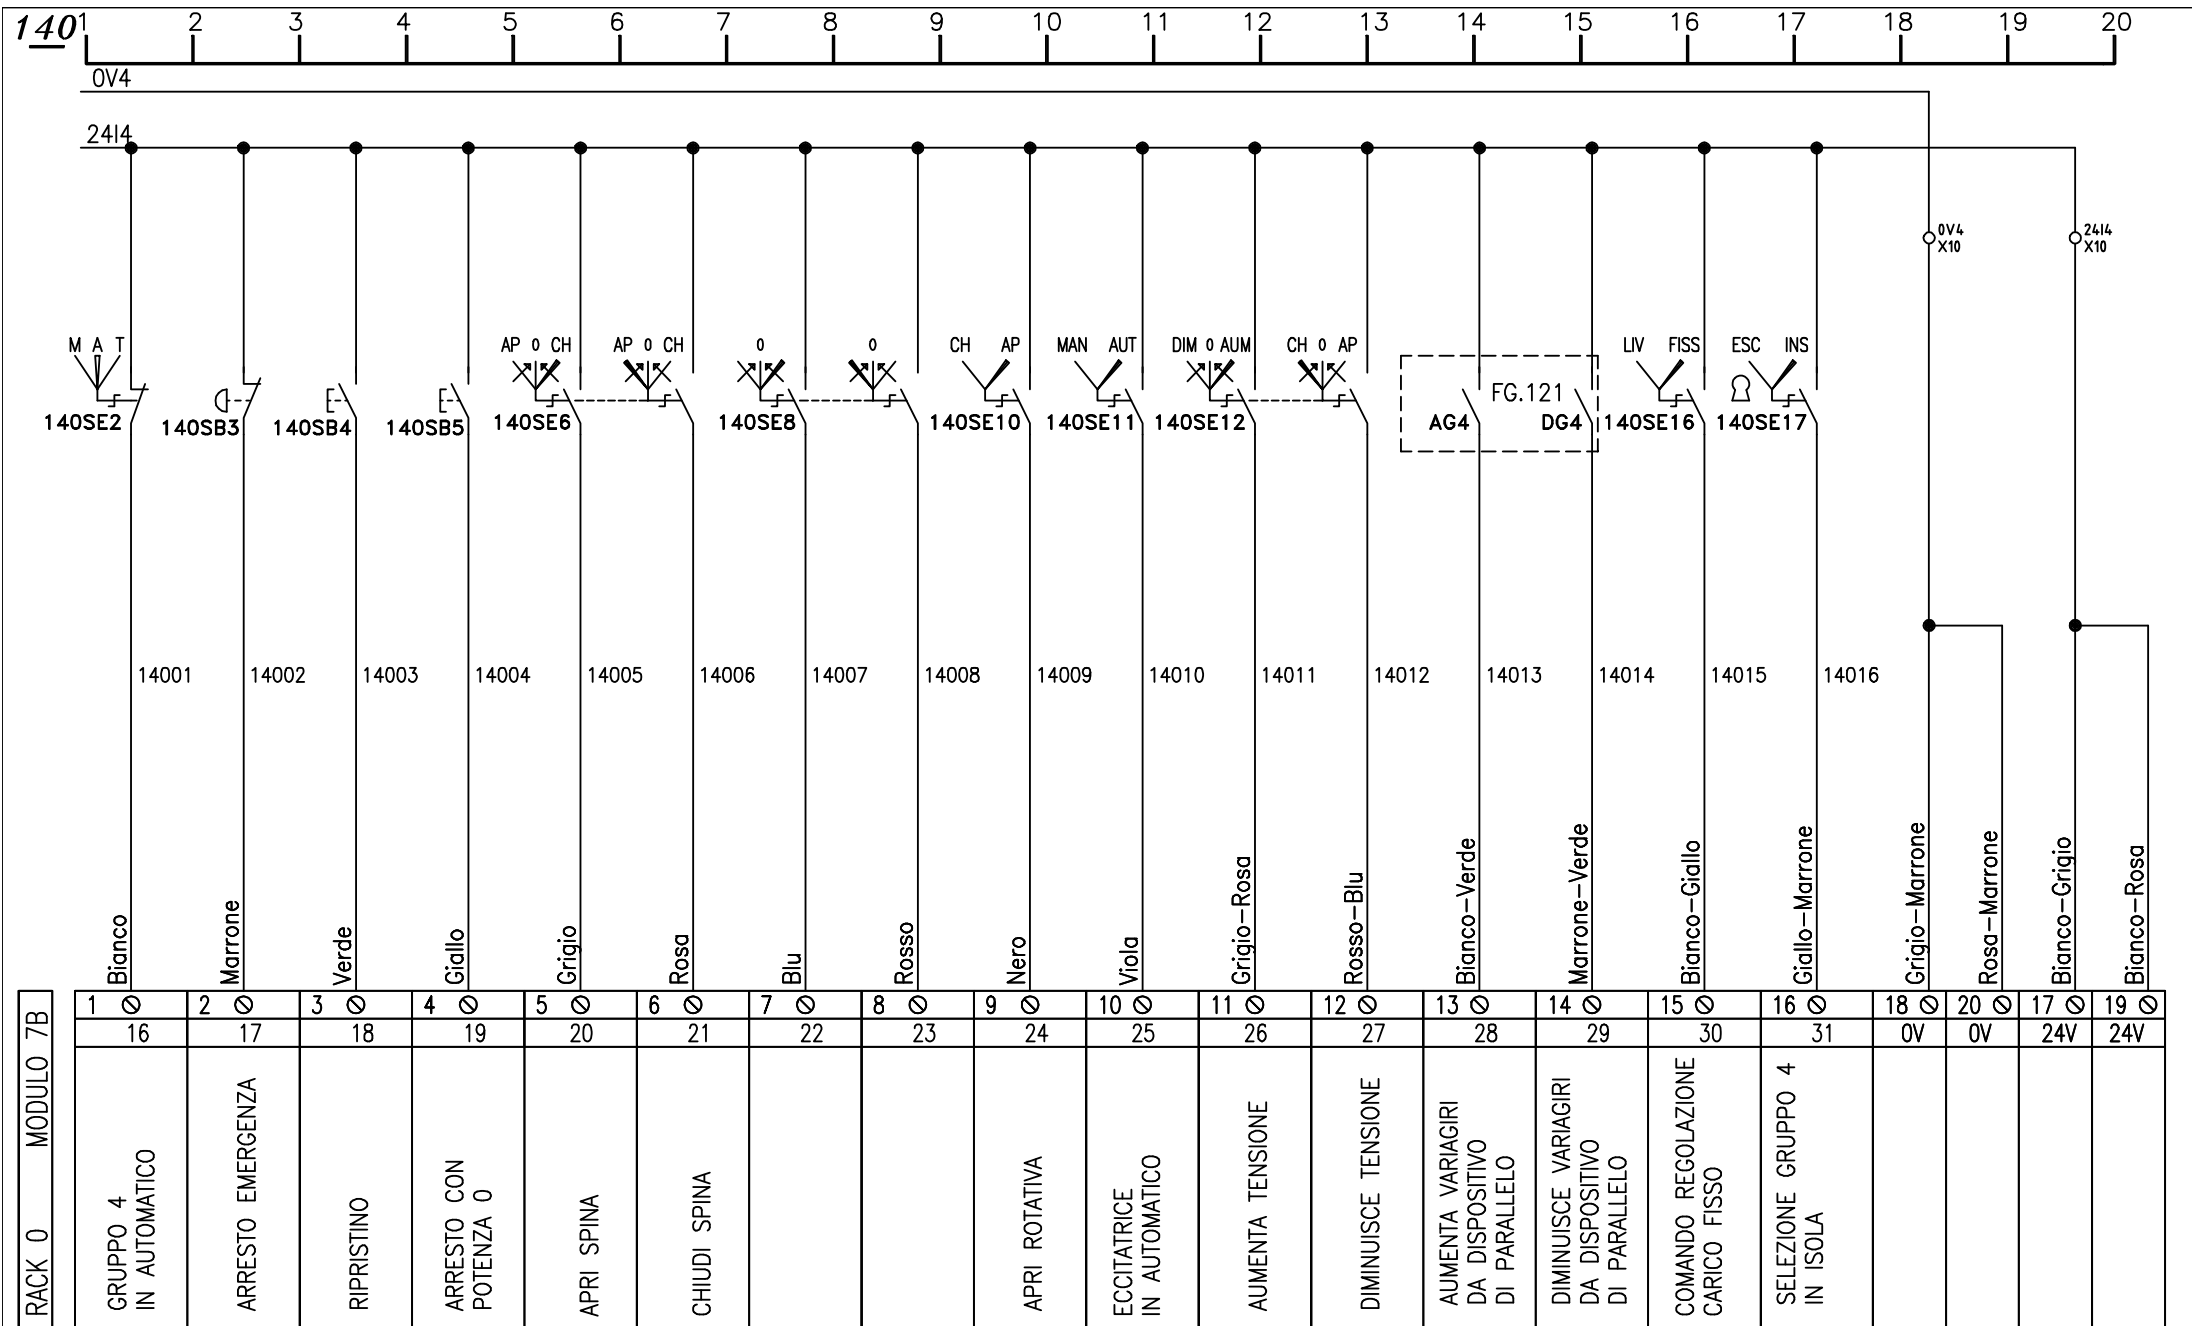 140
1 2 3 4 5 6 7 8 9 10 11 12 13 14 15 16 17 18 19 20
0V4
24I4
0V4
X10
24I4
X10
M A T
AP 0 CH
AP 0 CH
0
0
CH AP
MAN AUT
DIM 0 AUM
CH 0 AP
LIV FISS
ESC INS
FG.121
140SE2
140SB3
140SB4
140SB5
140SE6
140SE8
140SE10
140SE11
140SE12
AG4
DG4
140SE16
140SE17
14001 14002 14003 14004 14005 14006 14007 14008 14009 14010 14011 14012 14013 14014 14015 14016
Bianco
Marrone
Verde
Giallo
Grigio
Rosa
Blu
Rosso
Nero
Viola
Grigio-Rosa
Rosso-Blu
Bianco-Verde
Marrone-Verde
Bianco-Giallo
Giallo-Marrone
Grigio-Marrone
Rosa-Marrone
Bianco-Grigio
Bianco-Rosa
1 2 3 4 5 6 7 8 9 10 11 12 13 14 15 16 18 20 17 19
16 17 18 19 20 21 22 23 24 25 26 27 28 29 30 31 0V 0V 24V 24V
RACK 0 MODULO 7B
GRUPPO 4
IN AUTOMATICO
ARRESTO EMERGENZA
RIPRISTINO
ARRESTO CON
POTENZA 0
APRI SPINA
CHIUDI SPINA
APRI ROTATIVA
ECCITATRICE
IN AUTOMATICO
AUMENTA TENSIONE
DIMINUISCE TENSIONE
AUMENTA VARIAGIRI
DA DISPOSITIVO
DI PARALLELO
DIMINUISCE VARIAGIRI
DA DISPOSITIVO
DI PARALLELO
COMANDO REGOLAZIONE
CARICO FISSO
SELEZIONE GRUPPO 4
IN ISOLA